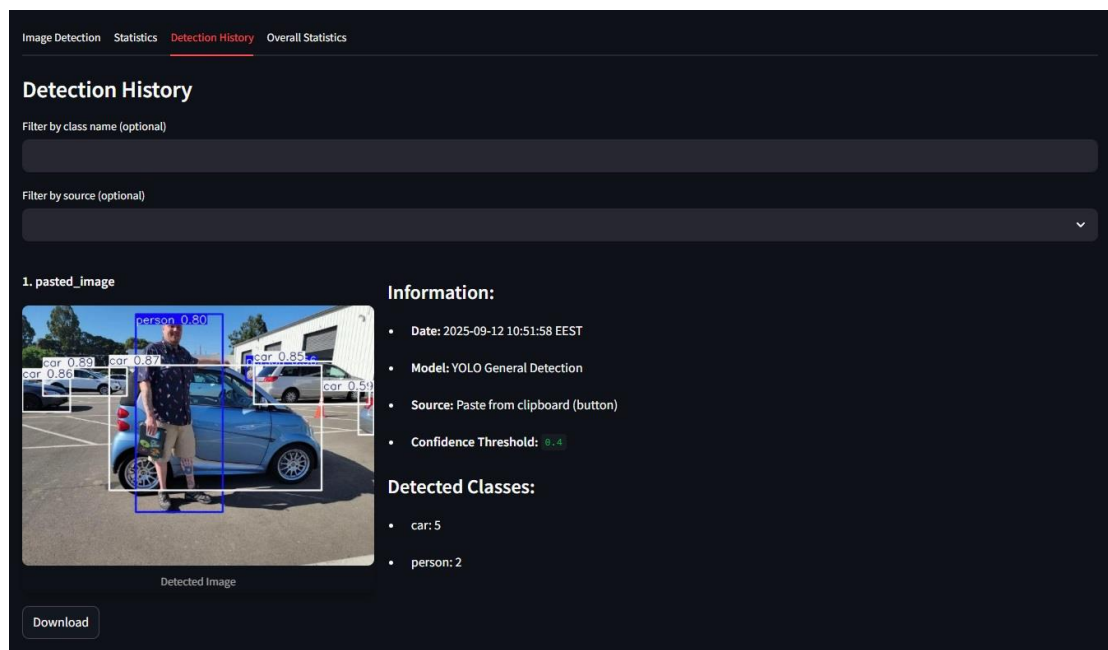 Image Detection Statistics Detection History Overall Statistics
Detection History
Filter by class name (optional)
Filter by source (optional)
1. pasted_image
person 0.80
car 0.89 car 0.87 car 0.85
car 0.86
car 0.59
Detected Image
Download
Information:
• Date: 2025-09-12 10:51:58 EEST
• Model: YOLO General Detection
• Source: Paste from clipboard (button)
• Confidence Threshold: 0.4
Detected Classes:
• car: 5
• person: 2